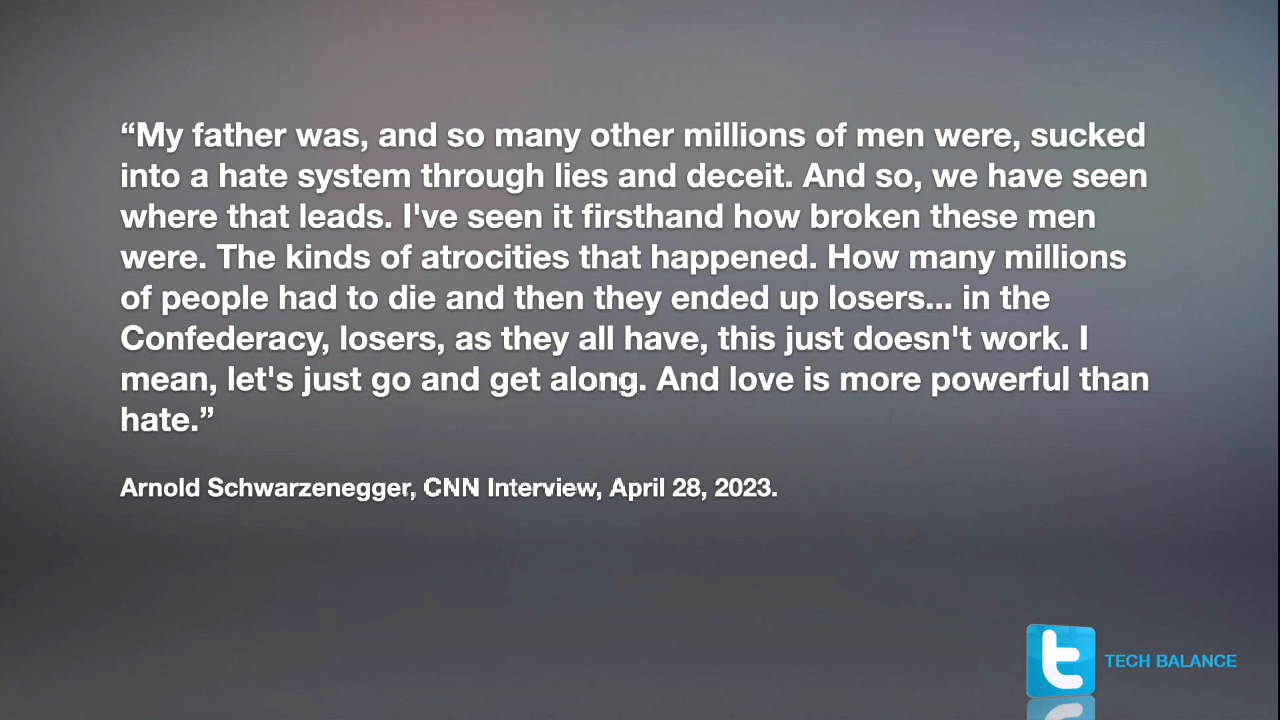 “My father was, and so many other millions of men were, sucked
into a hate system through lies and deceit. And so, we have seen
where that leads. I've seen it firsthand how broken these men
were. The kinds of atrocities that happened. How many millions
of people had to die and then they ended up losers... in the
Confederacy, losers, as they all have, this just doesn't work. I
mean, let's just go and get along. And love is more powerful than
hate.”
Arnold Schwarzenegger, CNN Interview, April 28, 2023.
t TECH BALANCE